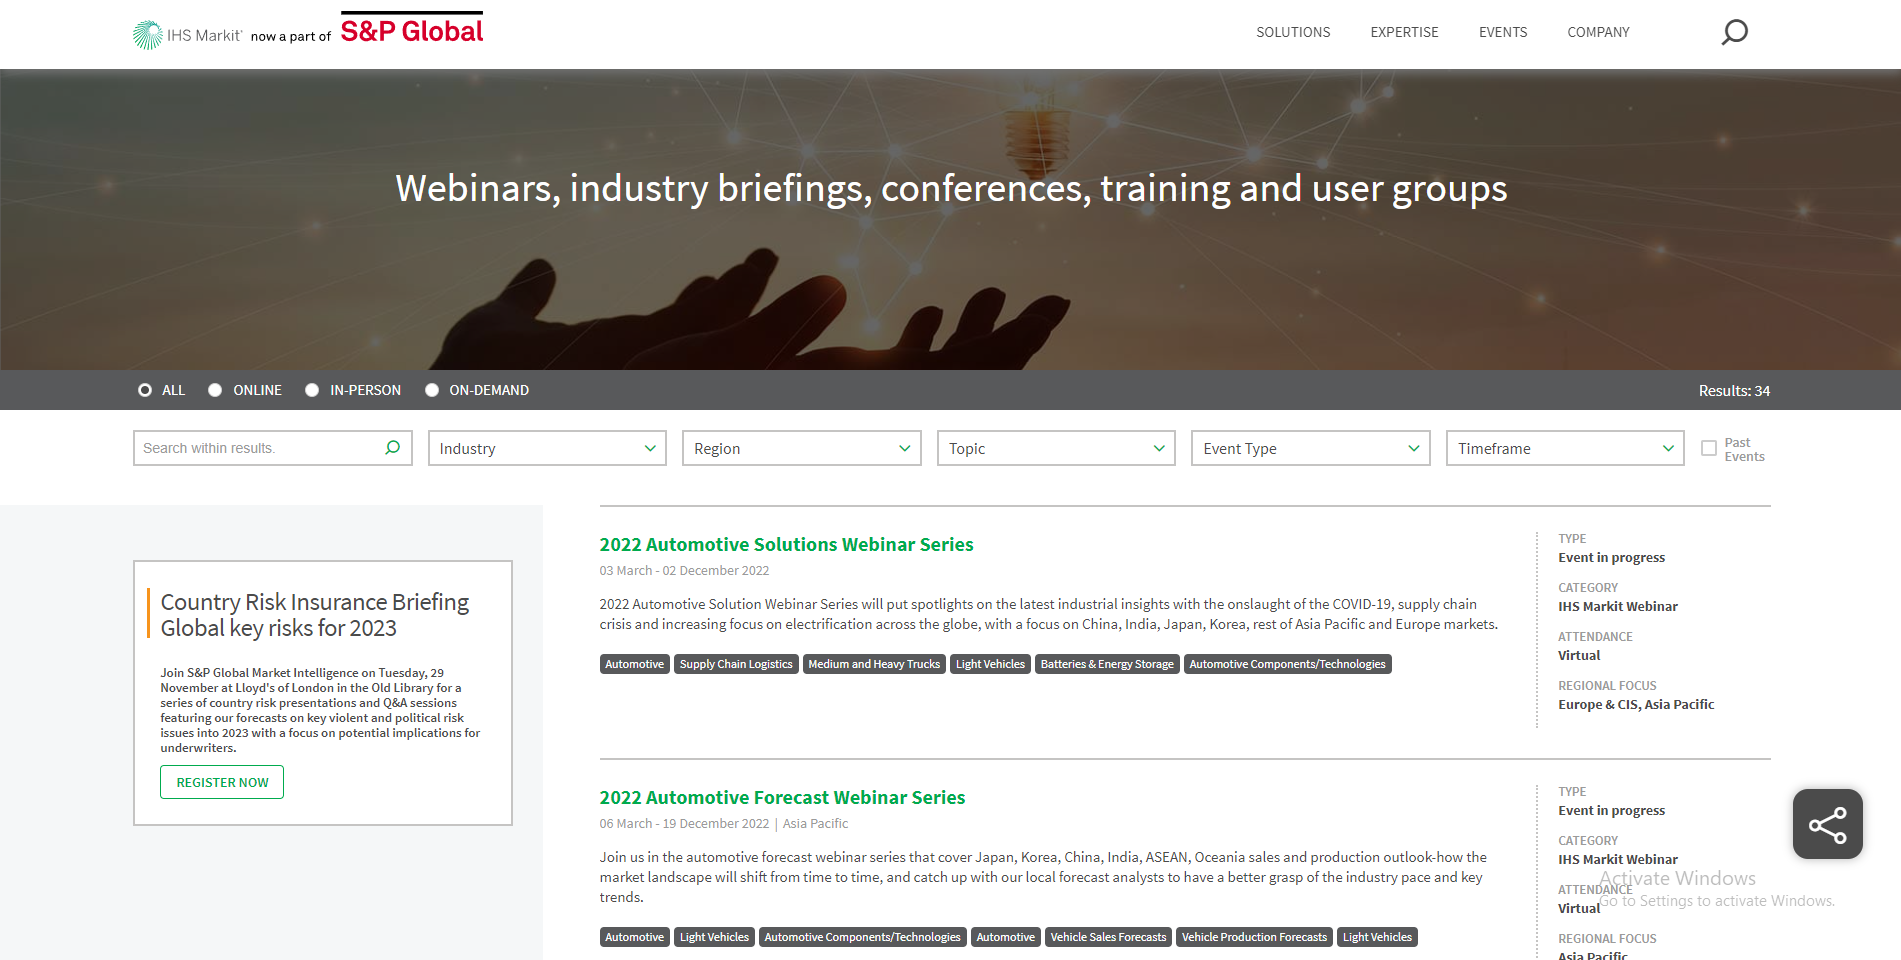 IHS Markit® now a part of S&P Global
SOLUTIONS
EXPERTISE
EVENTS
COMPANY
Webinars, industry briefings, conferences, training and user groups
ALL
ONLINE
IN-PERSON
ON-DEMAND
Results: 34
Search within results.
Industry
Region
Topic
Event Type
Timeframe
Past
Events
Country Risk Insurance Briefing
Global key risks for 2023
Join S&P Global Market Intelligence on Tuesday, 29
November at Lloyd's of London in the Old Library for a
series of country risk presentations and Q&A sessions
featuring our forecasts on key violent and political risk
issues into 2023 with a focus on potential implications for
underwriters.
REGISTER NOW
2022 Automotive Solutions Webinar Series
03 March - 02 December 2022
2022 Automotive Solution Webinar Series will put spotlights on the latest industrial insights with the onslaught of the COVID-19, supply chain
crisis and increasing focus on electrification across the globe, with a focus on China, India, Japan, Korea, rest of Asia Pacific and Europe markets.
Automotive
Supply Chain Logistics
Medium and Heavy Trucks
Light Vehicles
Batteries & Energy Storage
Automotive Components/Technologies
TYPE
Event in progress
CATEGORY
IHS Markit Webinar
ATTENDANCE
Virtual
REGIONAL FOCUS
Europe & CIS, Asia Pacific
2022 Automotive Forecast Webinar Series
06 March - 19 December 2022 | Asia Pacific
Join us in the automotive forecast webinar series that cover Japan, Korea, China, India, ASEAN, Oceania sales and production outlook-how the
market landscape will shift from time to time, and catch up with our local forecast analysts to have a better grasp of the industry pace and key
trends.
Automotive
Light Vehicles
Automotive Components/Technologies
Automotive
Vehicle Sales Forecasts
Vehicle Production Forecasts
Light Vehicles
TYPE
Event in progress
CATEGORY
IHS Markit Webinar
ATTENDANCE
Virtual
REGIONAL FOCUS
Asia Pacific
Activate Windows
Go to Settings to activate Windows.